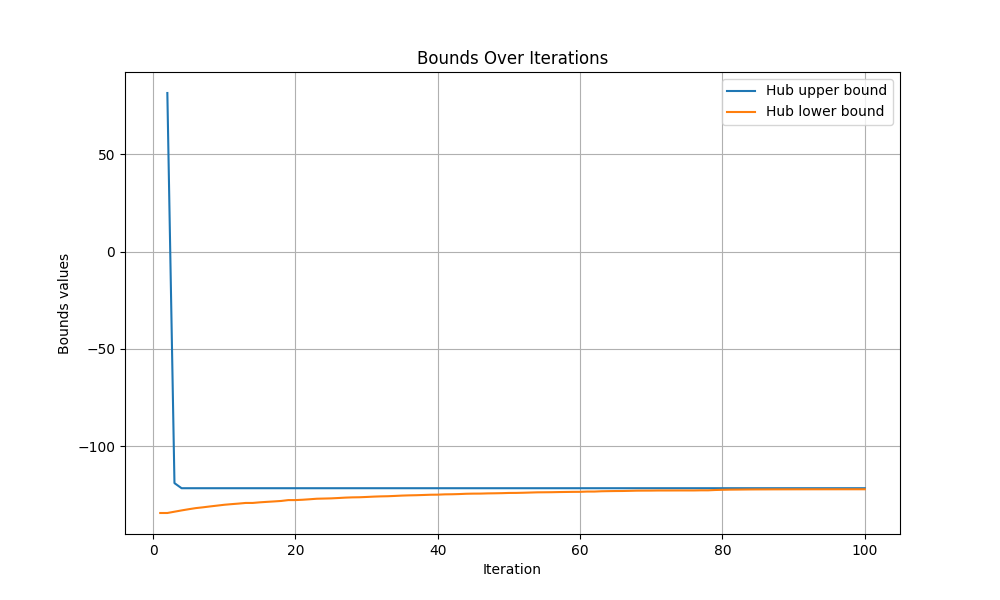 Bounds Over Iterations
Hub upper bound
Hub lower bound
50
0
−50
−100
Bounds values
0 20 40 60 80 100
Iteration